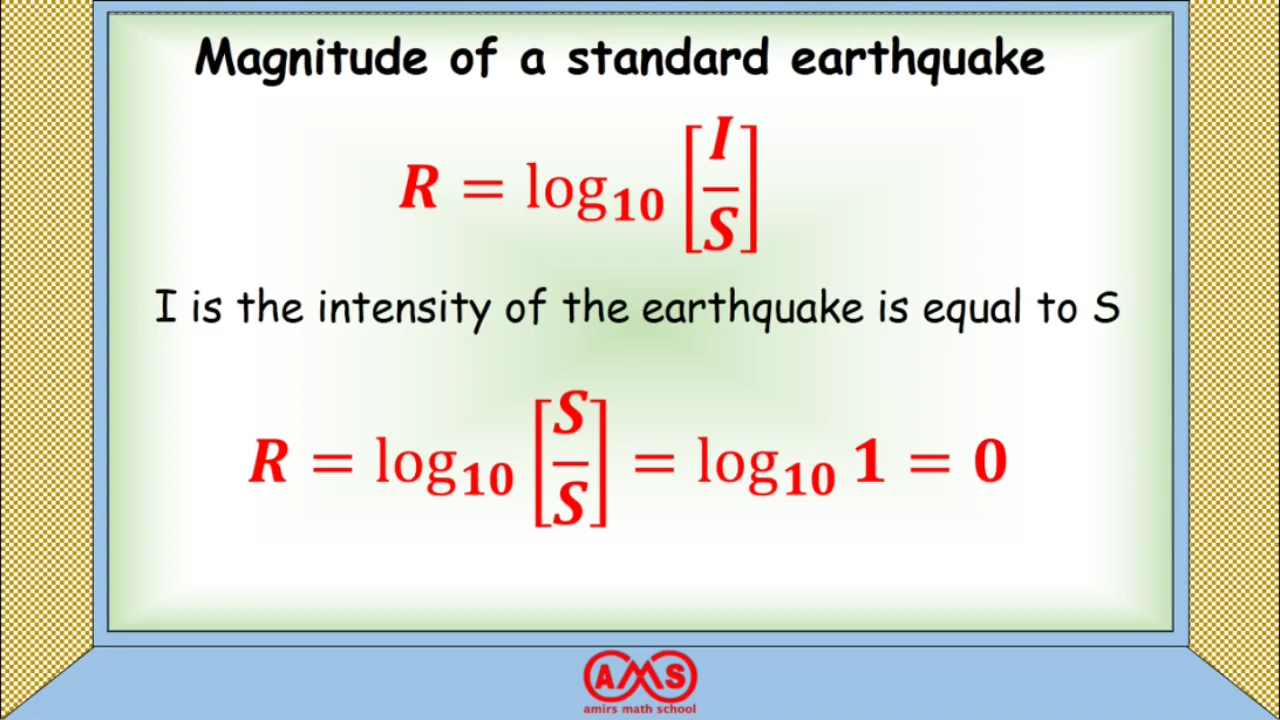 Magnitude of a standard earthquake
R = log₁₀ [I/S]
I is the intensity of the earthquake is equal to S
R = log₁₀ [S/S] = log₁₀ 1 = 0
AMS
amirs math school